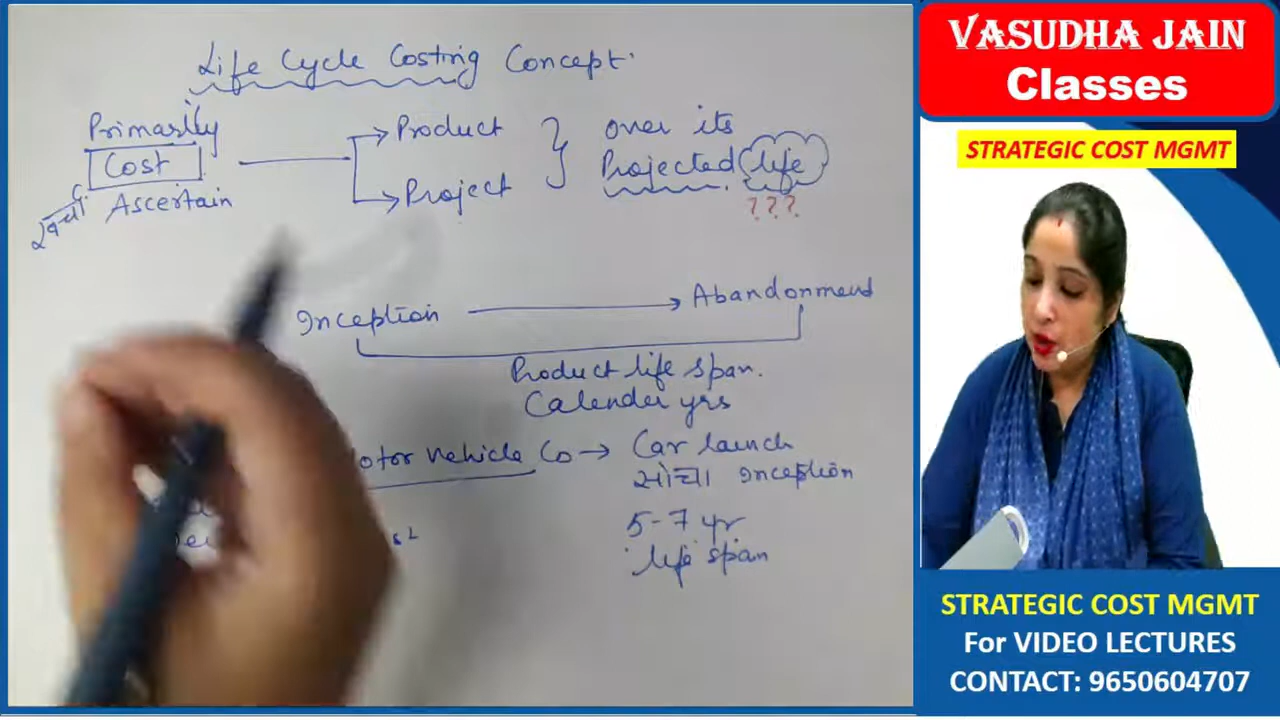 Life Cycle Costing Concept
Primarily
Cost
खर्चा Ascertain
Product
Project
over its
Projected life
???
Inception
Abandonment
Product life span.
Calender yrs
otor vehicle Co → Car launch
सोचा Inception
5-7 yr
life span
VASUDHA JAIN
Classes
STRATEGIC COST MGMT
STRATEGIC COST MGMT
For VIDEO LECTURES
CONTACT: 9650604707